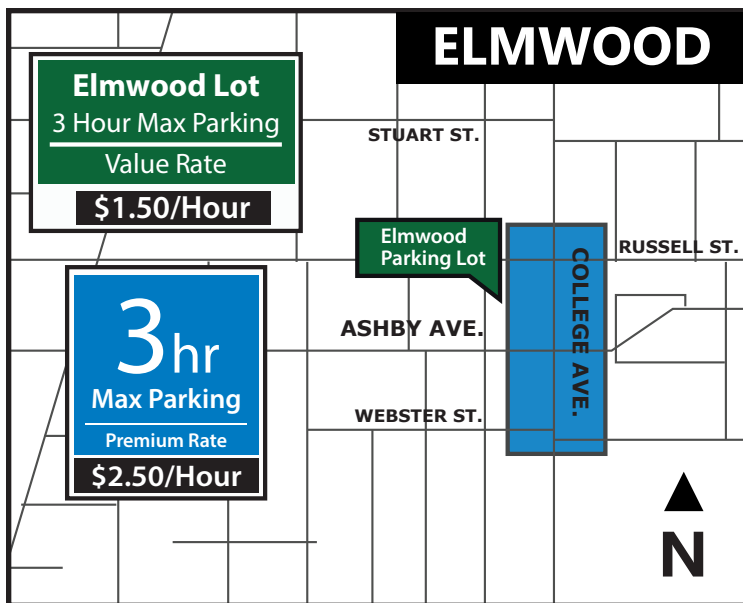 ELMWOOD
Elmwood Lot
3 Hour Max Parking
Value Rate
$1.50/Hour
STUART ST.
Elmwood
Parking Lot
RUSSELL ST.
COLLEGE AVE.
3hr
Max Parking
Premium Rate
$2.50/Hour
ASHBY AVE.
WEBSTER ST.
N